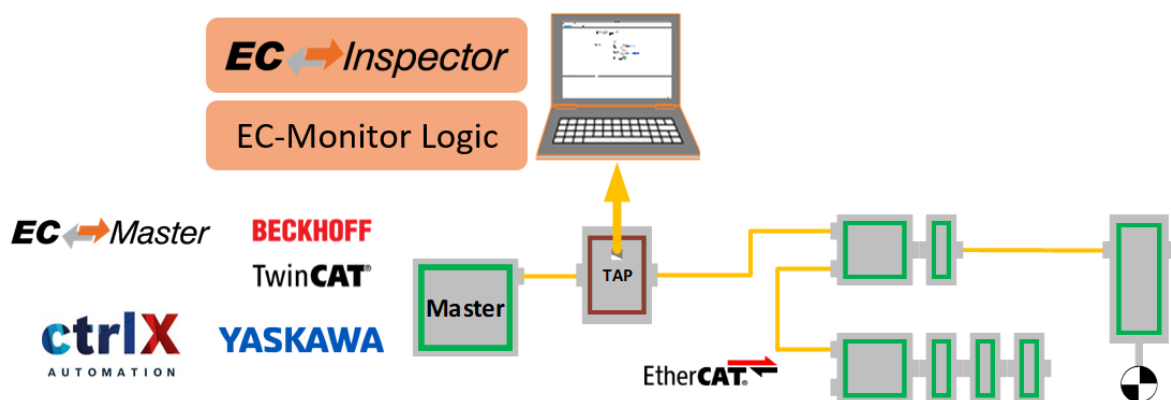 EC Inspector
EC-Monitor Logic
EC Master
BECKHOFF
TwinCAT®
ctrlX
AUTOMATION
YASKAWA
Master
TAP
EtherCAT®